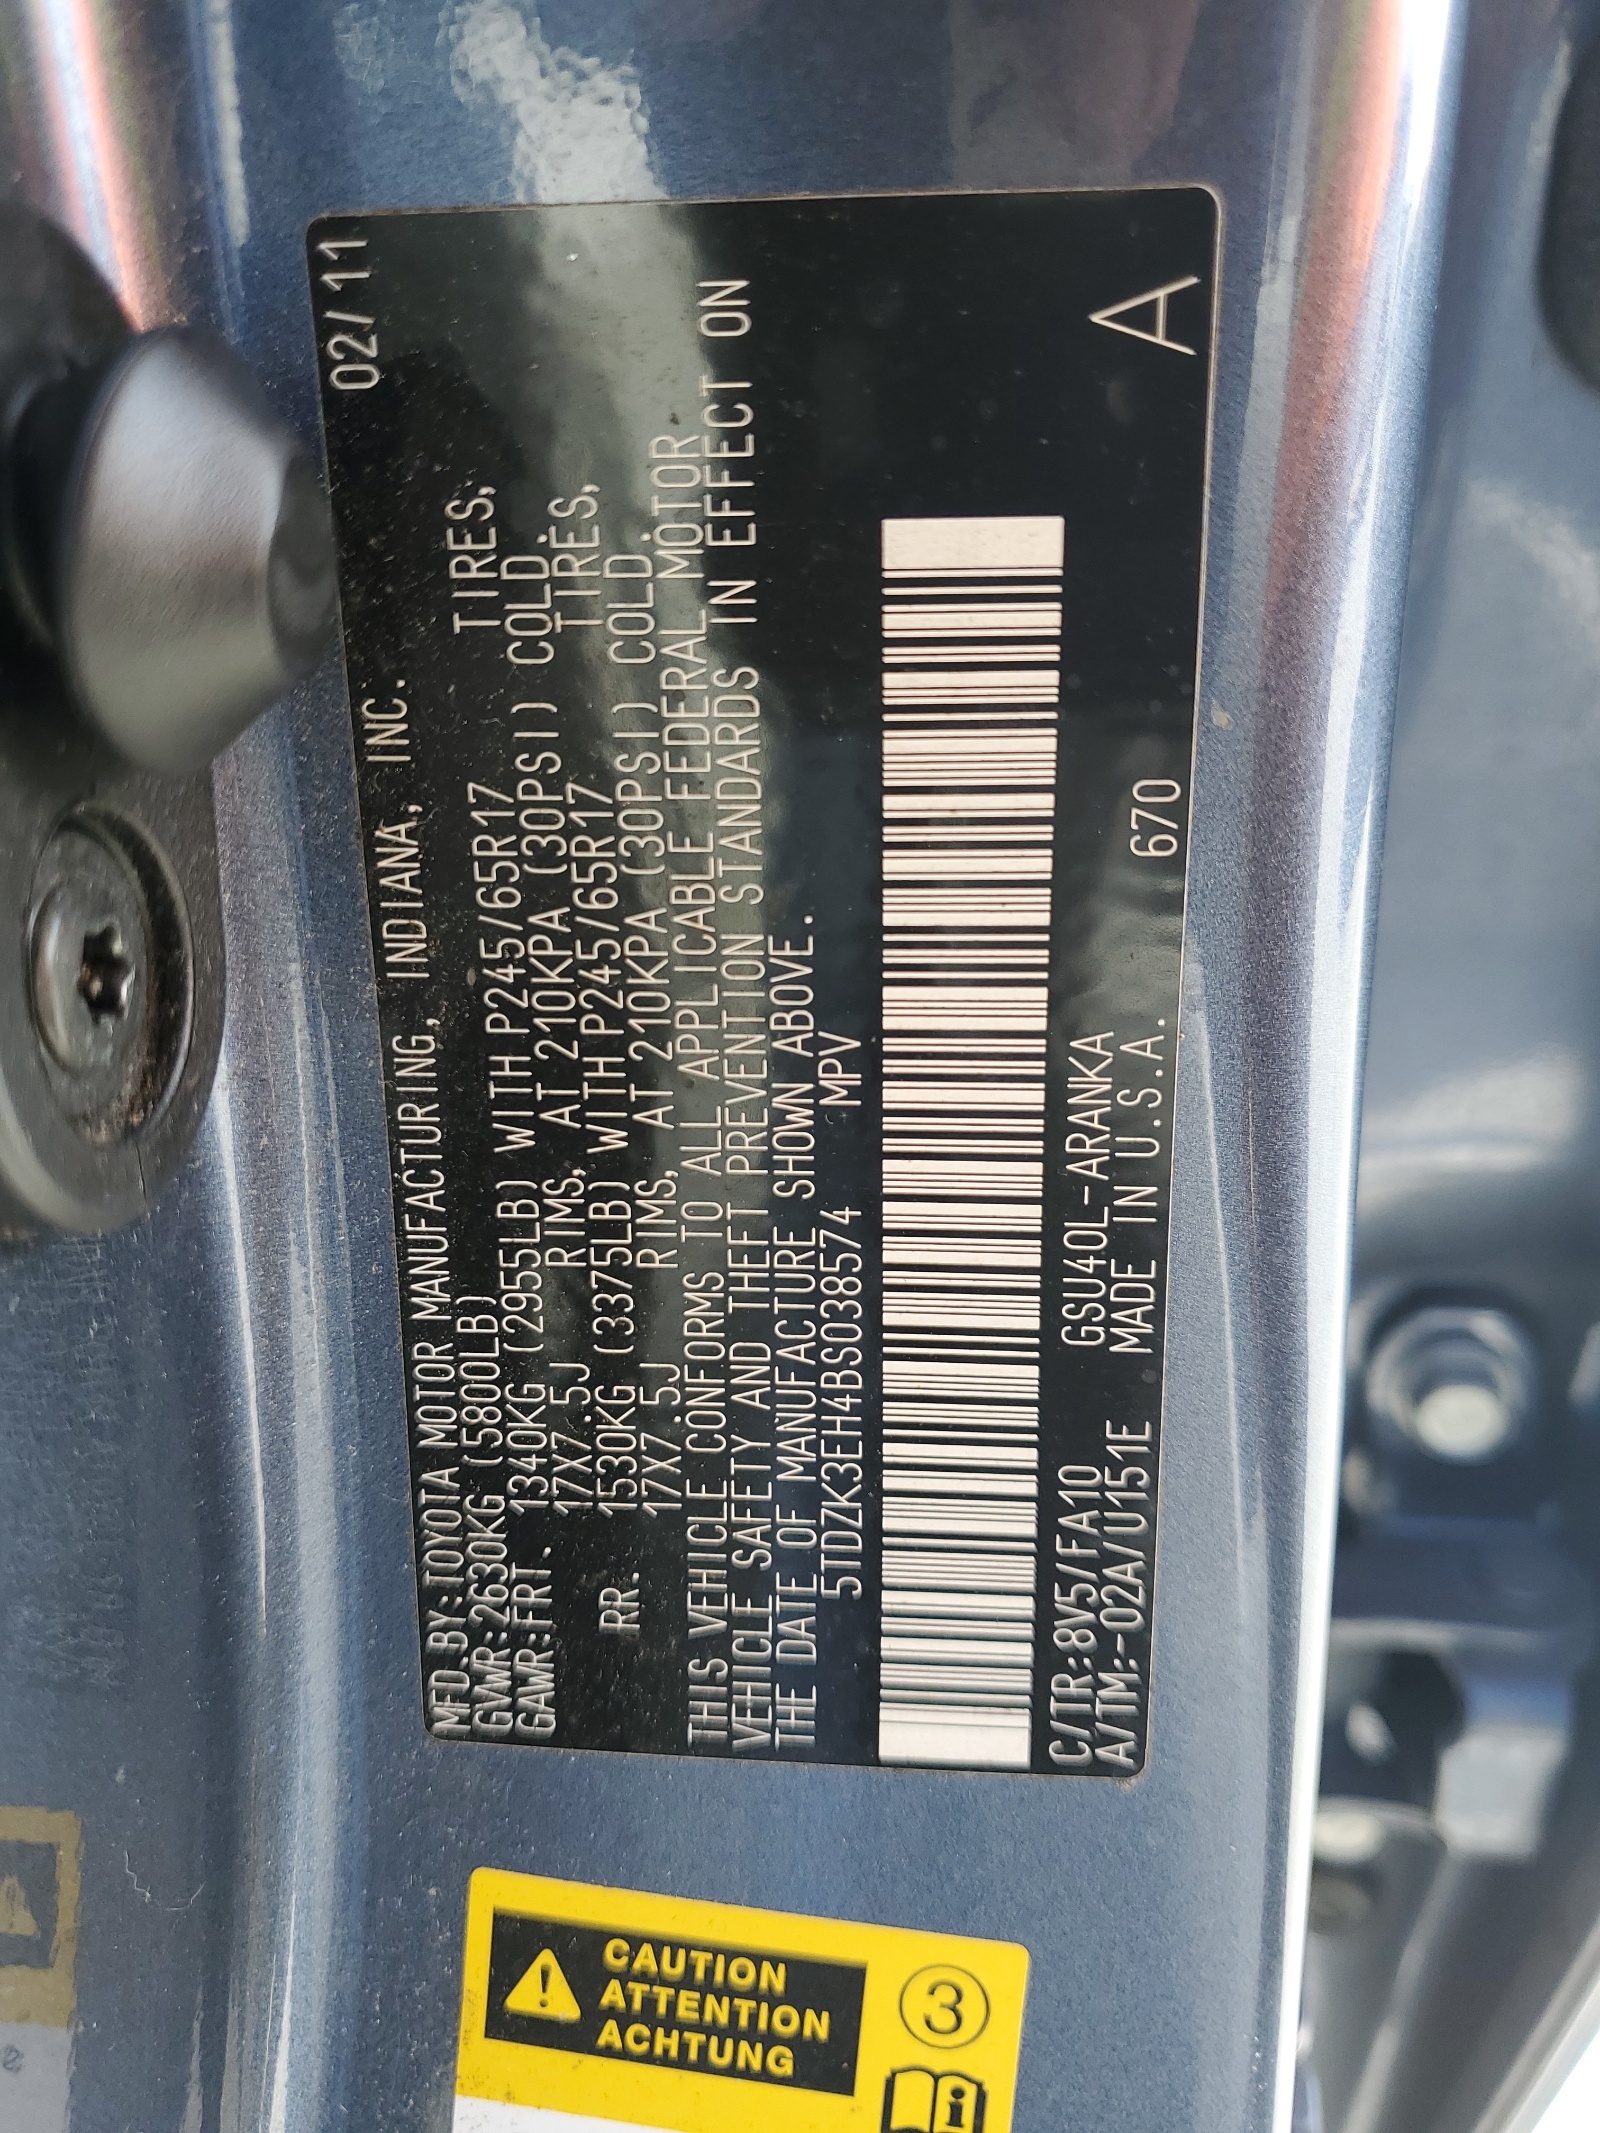 MFD.BY:TOYOTA MOTOR MANUFACTURING, INDIANA, INC. 02/11
GVWR:2630KG (5800LB)
GAWR:FRT. 1340KG (2955LB) WITH P245/65R17 TIRES,
17X7.5J RIMS, AT 210KPA (30PSI) COLD.
RR. 1530KG (3375LB) WITH P245/65R17 TIRES,
17X7.5J RIMS, AT 210KPA (30PSI) COLD.
THIS VEHICLE CONFORMS TO ALL APPLICABLE FEDERAL MOTOR
VEHICLE SAFETY AND THEFT PREVENTION STANDARDS IN EFFECT ON
THE DATE OF MANUFACTURE SHOWN ABOVE.
5TDZK3EH4BS038574 MPV
C/TR:8V5/FA10 GSU40L-ARANKA
A/TM:-02A/U151E MADE IN U.S.A. 670 A
CAUTION
ATTENTION
ACHTUNG
3
i